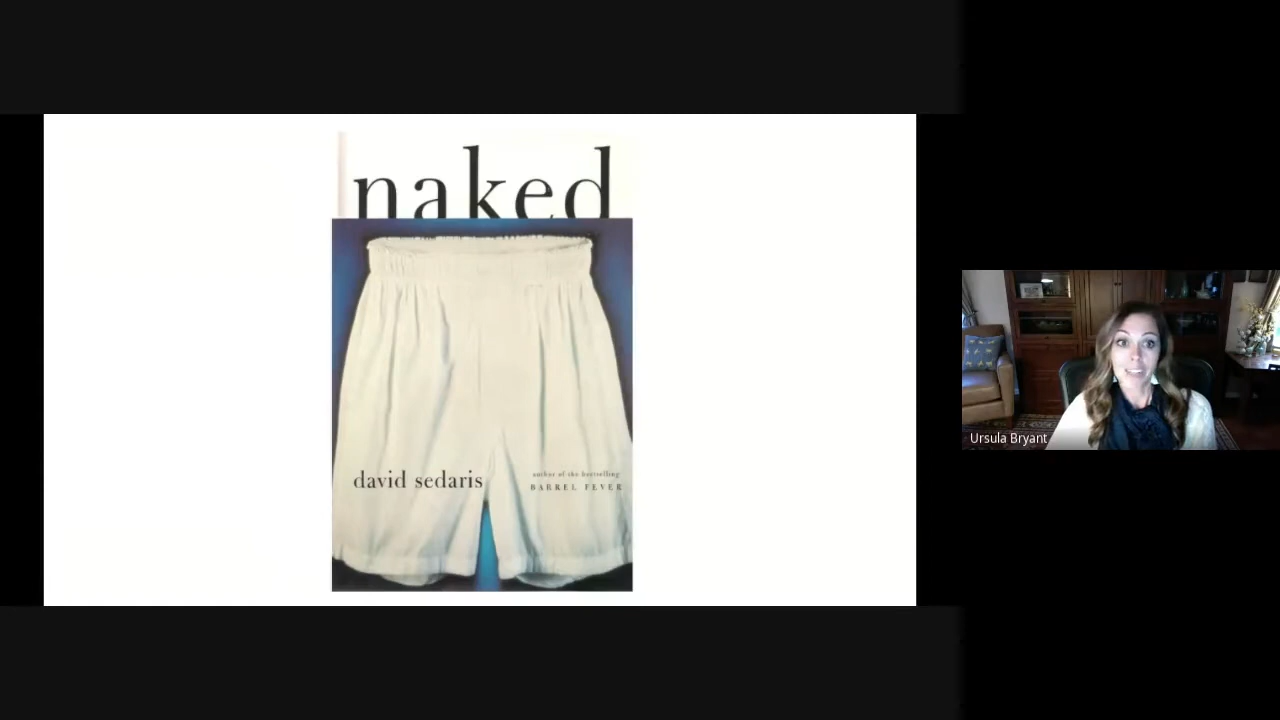 naked
david sedaris
author of the bestselling
BARREL FEVER
Ursula Bryant